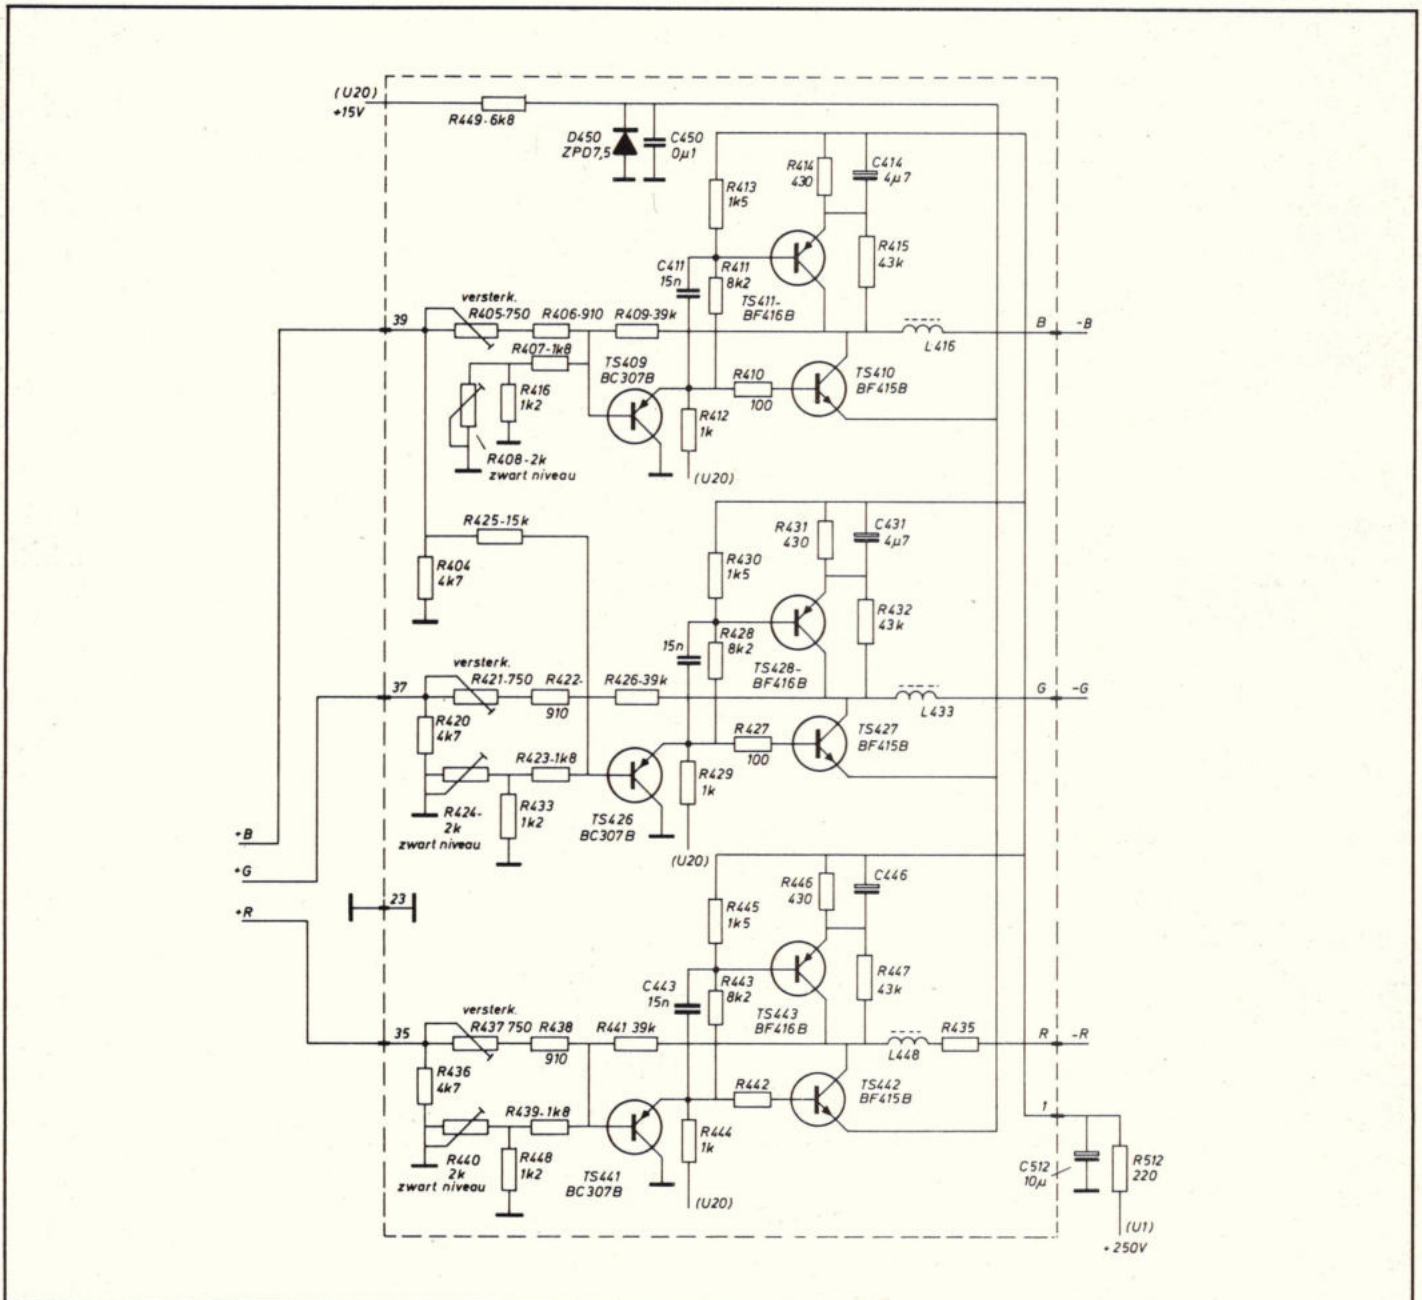 (U20)
+15V
R449-6k8
D450
ZPD7,5
C450
0µ1
R413
1k5
R414
430
C414
4µ7
R415
43k
C411
15n
R411
8k2
TS411-
BF416B
39
versterk.
R405-750
R406-910
R409-39k
B
-B
L416
R407-1k8
TS409
BC307B
R416
1k2
R410
100
TS410
BF415B
R412
1k
R408-2k
zwart niveau
(U20)
R425-15k
R404
4k7
R430
1k5
R431
430
C431
4µ7
R432
43k
15n
R428
8k2
TS428-
BF416B
37
versterk.
R421-750
R422-
910
R426-39k
G
-G
L433
R420
4k7
R423-1k8
R427
100
TS427
BF415B
R424-
2k
zwart niveau
R433
1k2
TS426
BC307B
R429
1k
(U20)
+B
+G
+R
23
R445
1k5
R446
430
C446
R447
43k
C443
15n
R443
8k2
TS443
BF416B
35
versterk.
R437 750
R438
910
R441 39k
L448
R435
R
-R
R436
4k7
R439-1k8
R442
TS442
BF415B
R440
2k
zwart niveau
R448
1k2
TS441
BC307B
R444
1k
(U20)
1
C512
10µ
R512
220
(U1)
+250V